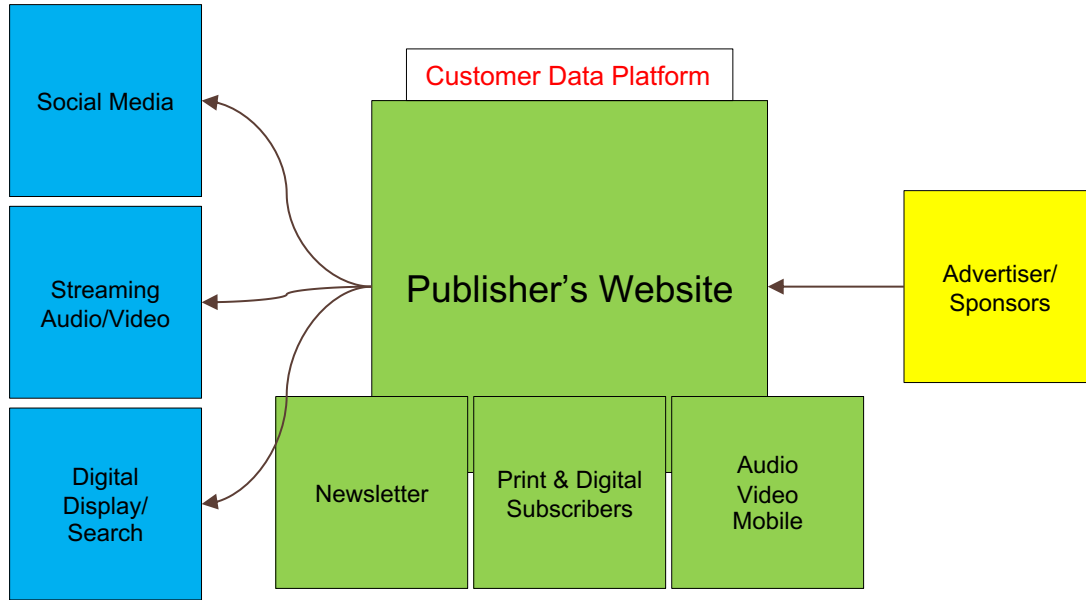 Customer Data Platform
Social Media
Publisher’s Website
Streaming
Audio/Video
Advertiser/
Sponsors
Digital
Display/
Search
Newsletter
Print & Digital
Subscribers
Audio
Video
Mobile